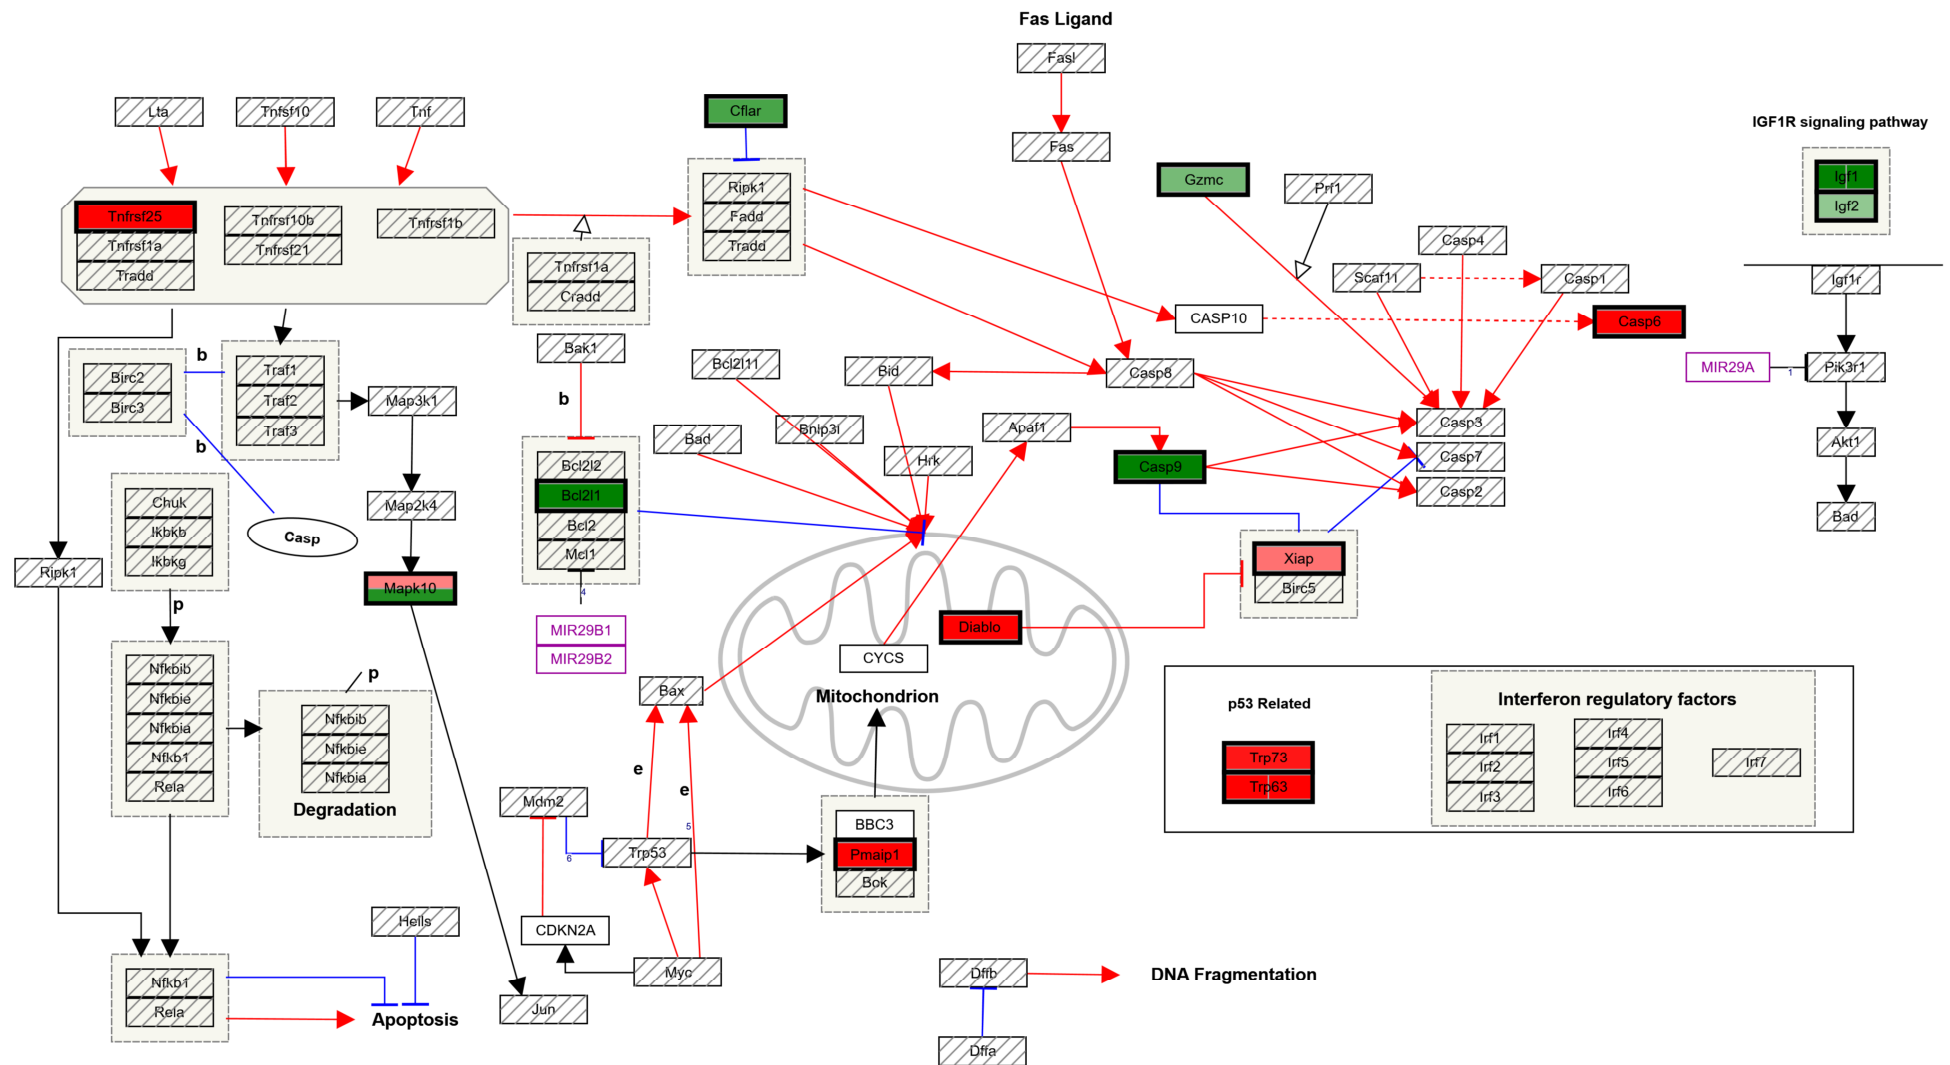 Fas Ligand
Fasl
Lta
Tnfsf10
Tnf
Cflar
Fas
IGF1R signaling pathway
Ripk1
Fadd
Tradd
Gzmc
Prf1
Igf1
Igf2
Tnfrsf25
Tnfrsf1a
Tradd
Tnfrsf10b
Tnfrsf21
Tnfrsf1b
Tnfrsf1a
Cradd
Casp4
Scaf11
Casp1
Igf1r
CASP10
Casp6
Bak1
b
Birc2
Birc3
b
Traf1
Traf2
Traf3
Map3k1
b
Bcl2l11
Bid
Casp8
MIR29A
1
Pik3r1
Bad
Bnip3l
Hrk
Apaf1
Casp9
Casp3
Casp7
Casp2
Akt1
Bad
Bcl2l2
Bcl2l1
Bcl2
Mcl1
4
MIR29B1
MIR29B2
Chuk
Ikbkb
Ikbkg
p
Casp
Map2k4
Mapk10
Ripk1
Xiap
Birc5
Diablo
CYCS
Mitochondrion
Bax
Nfkbib
Nfkbie
Nfkbia
Nfkb1
Rela
p
Nfkbib
Nfkbie
Nfkbia
Degradation
p53 Related
Trp73
Trp63
Interferon regulatory factors
Irf1
Irf2
Irf3
Irf4
Irf5
Irf6
Irf7
e
e
5
Mdm2
6
Trp53
BBC3
Pmaip1
Bok
CDKN2A
Myc
Hells
Nfkb1
Rela
Apoptosis
Jun
Dffb
DNA Fragmentation
Dffa